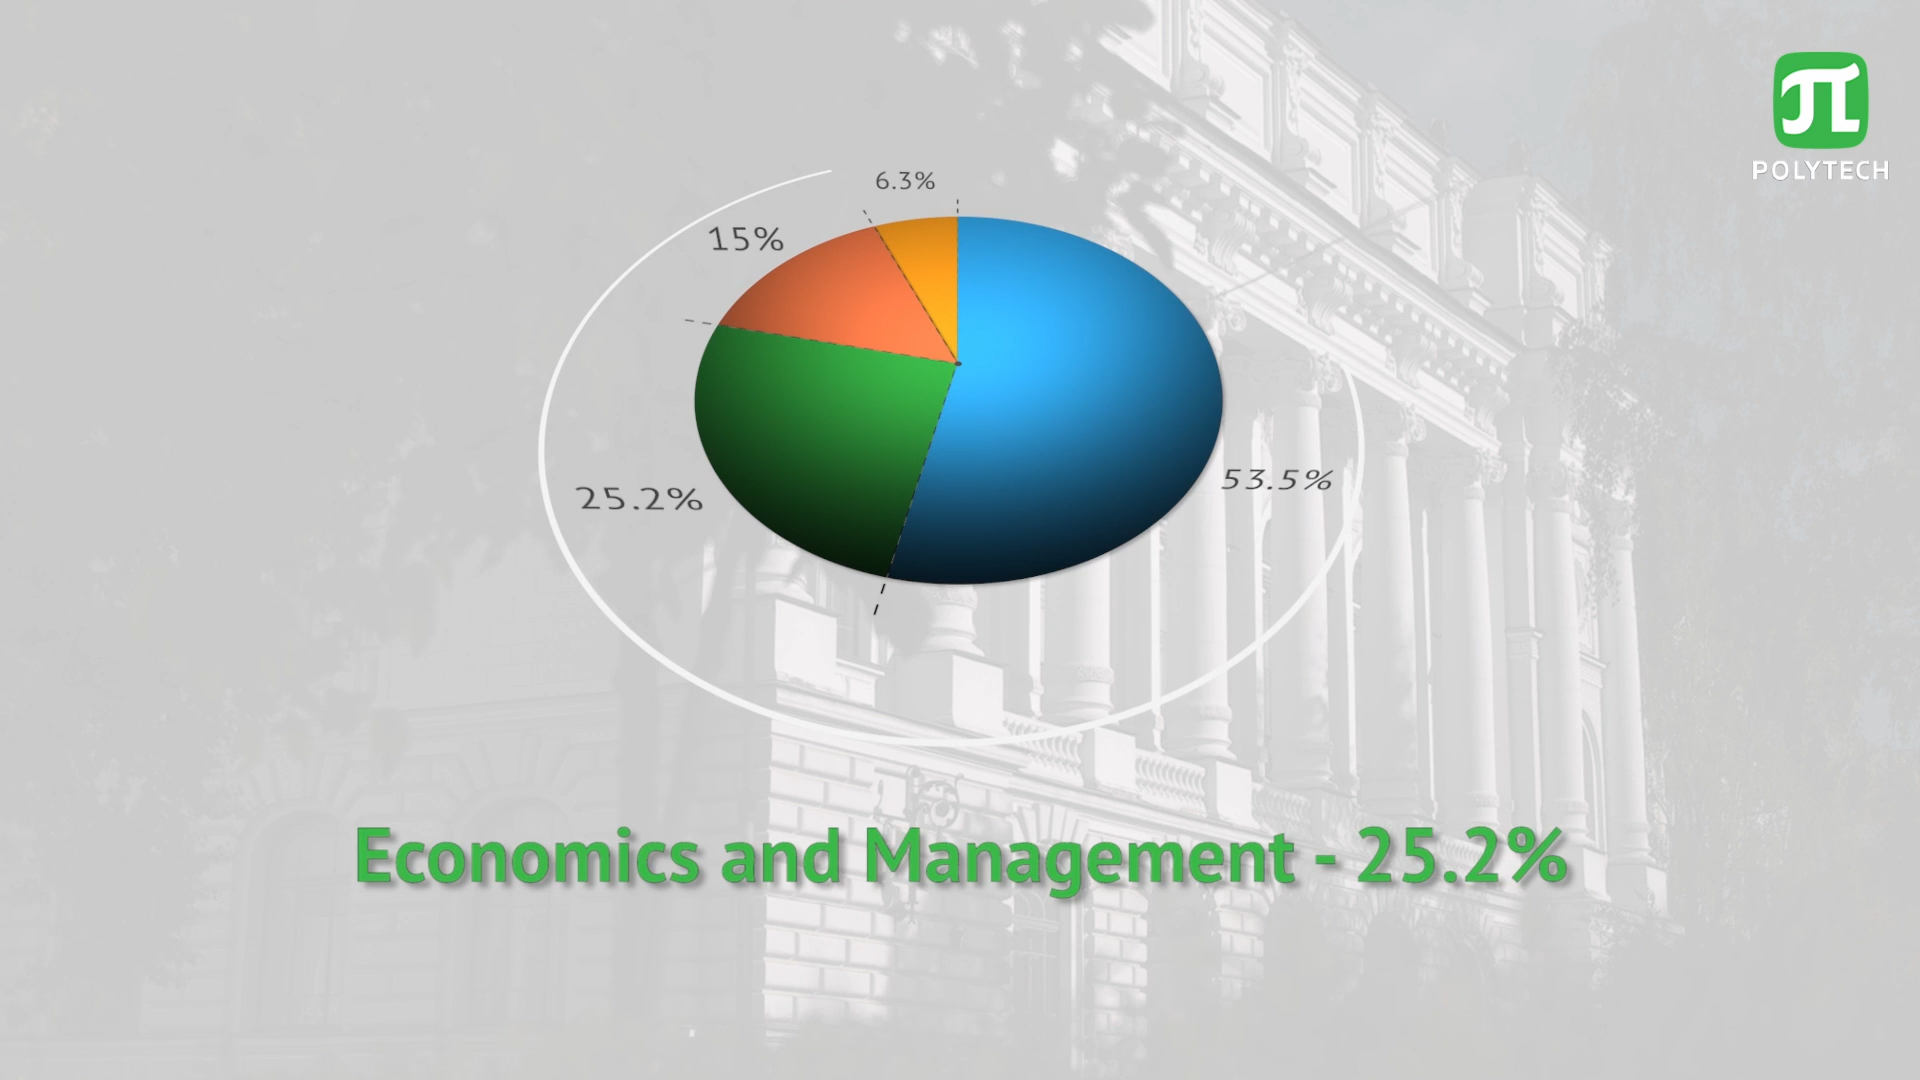 π
POLYTECH
6.3%
15%
53.5%
25.2%
Economics and Management - 25.2%